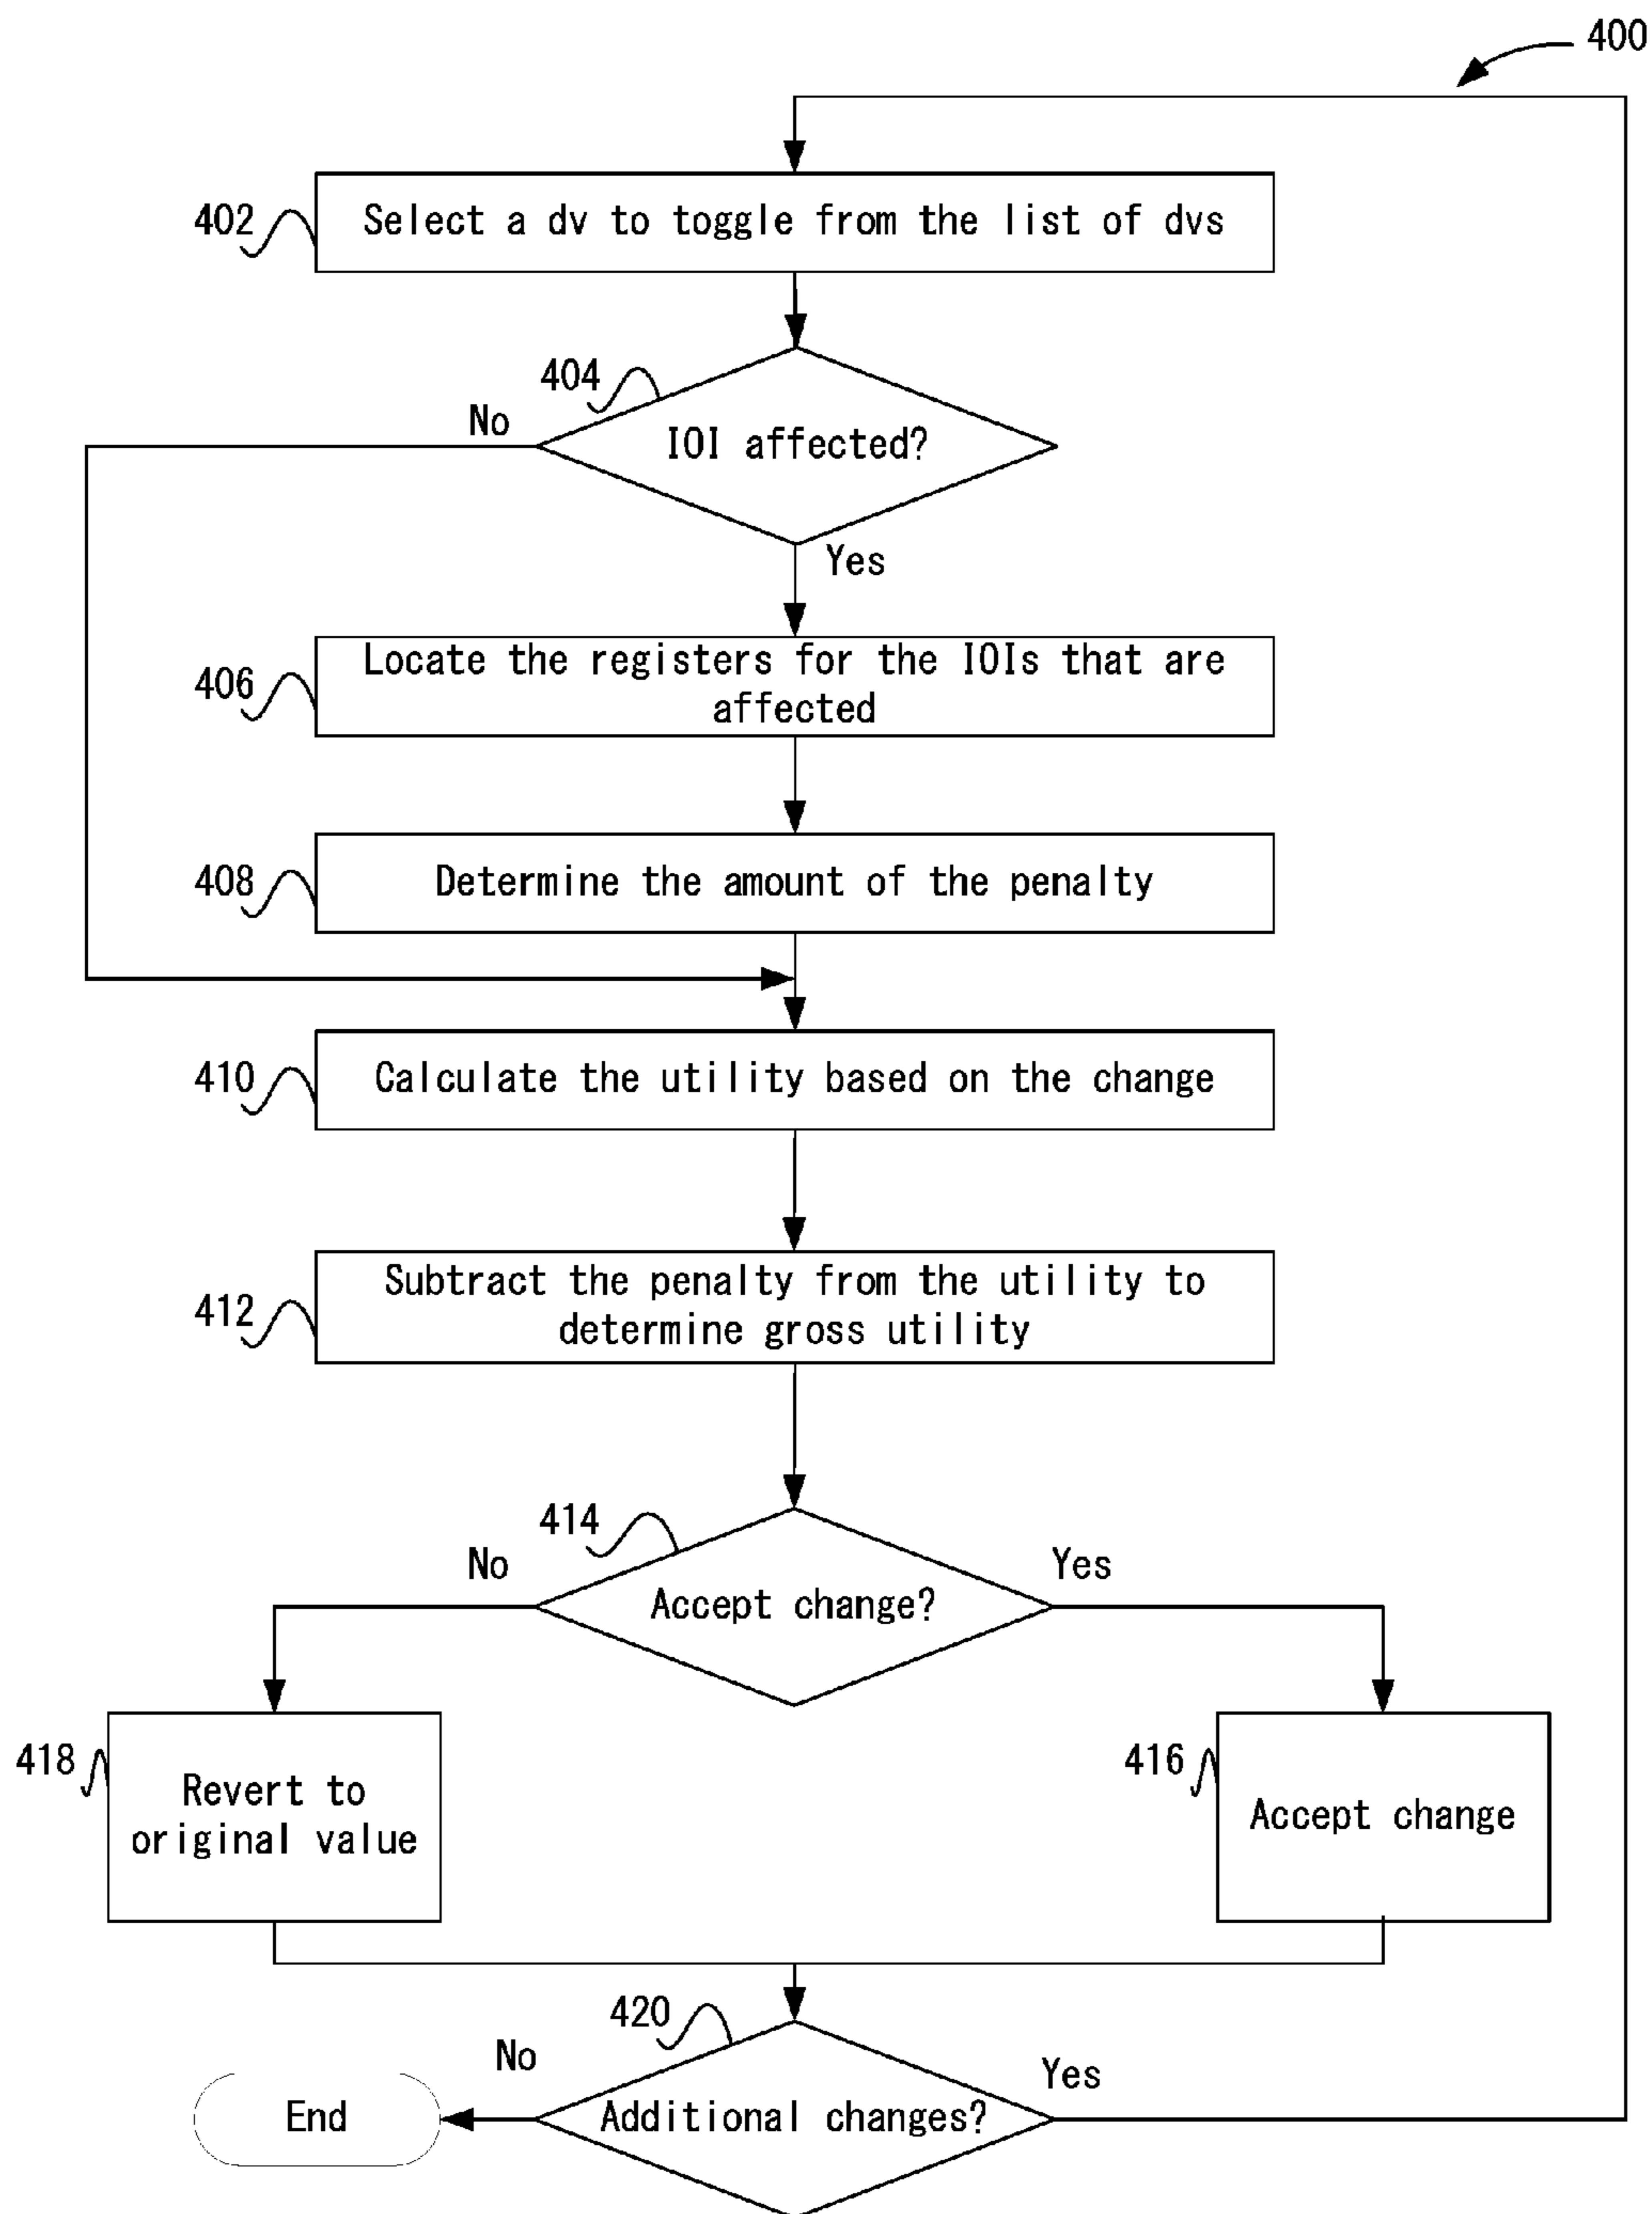 400
402
Select a dv to toggle from the list of dvs
404
No
IOI affected?
Yes
406
Locate the registers for the IOIs that are
affected
408
Determine the amount of the penalty
410
Calculate the utility based on the change
412
Subtract the penalty from the utility to
determine gross utility
414
No
Yes
Accept change?
418
Revert to
original value
416
Accept change
420
No
Yes
End
Additional changes?